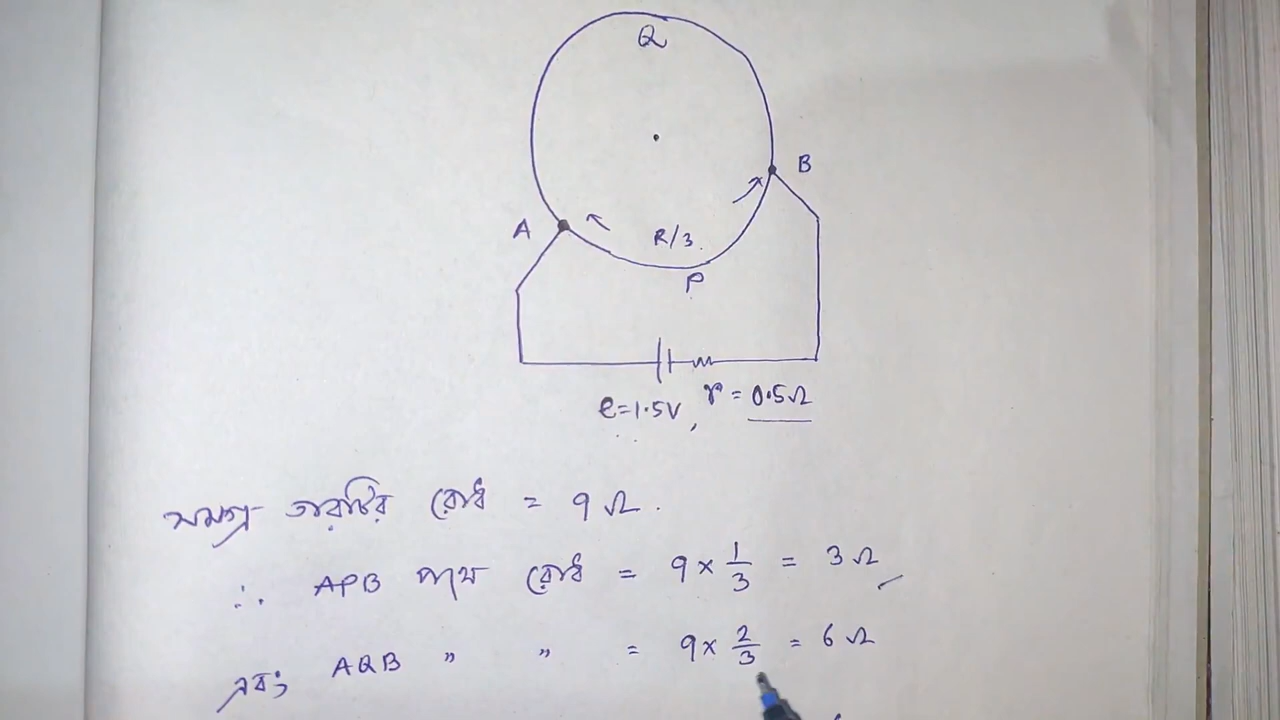 Q
B
A
R/3.
P
e=1.5V, r = 0.5Ω
সমগ্র তারটির রোধ = 9 Ω.
∴ APB পথে রোধ = 9 × 1/3 = 3 Ω
এবং AQB " " = 9 × 2/3 = 6 Ω